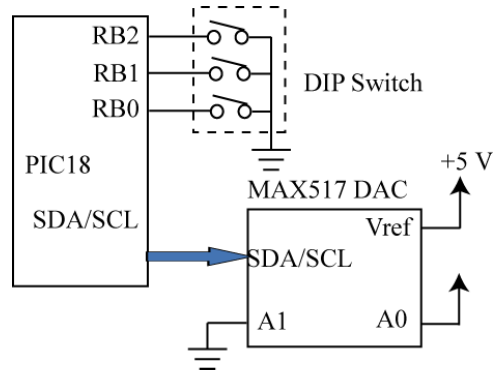 RB2
RB1
RB0
DIP Switch
PIC18
SDA/SCL
MAX517 DAC
+5 V
Vref
SDA/SCL
A1
A0